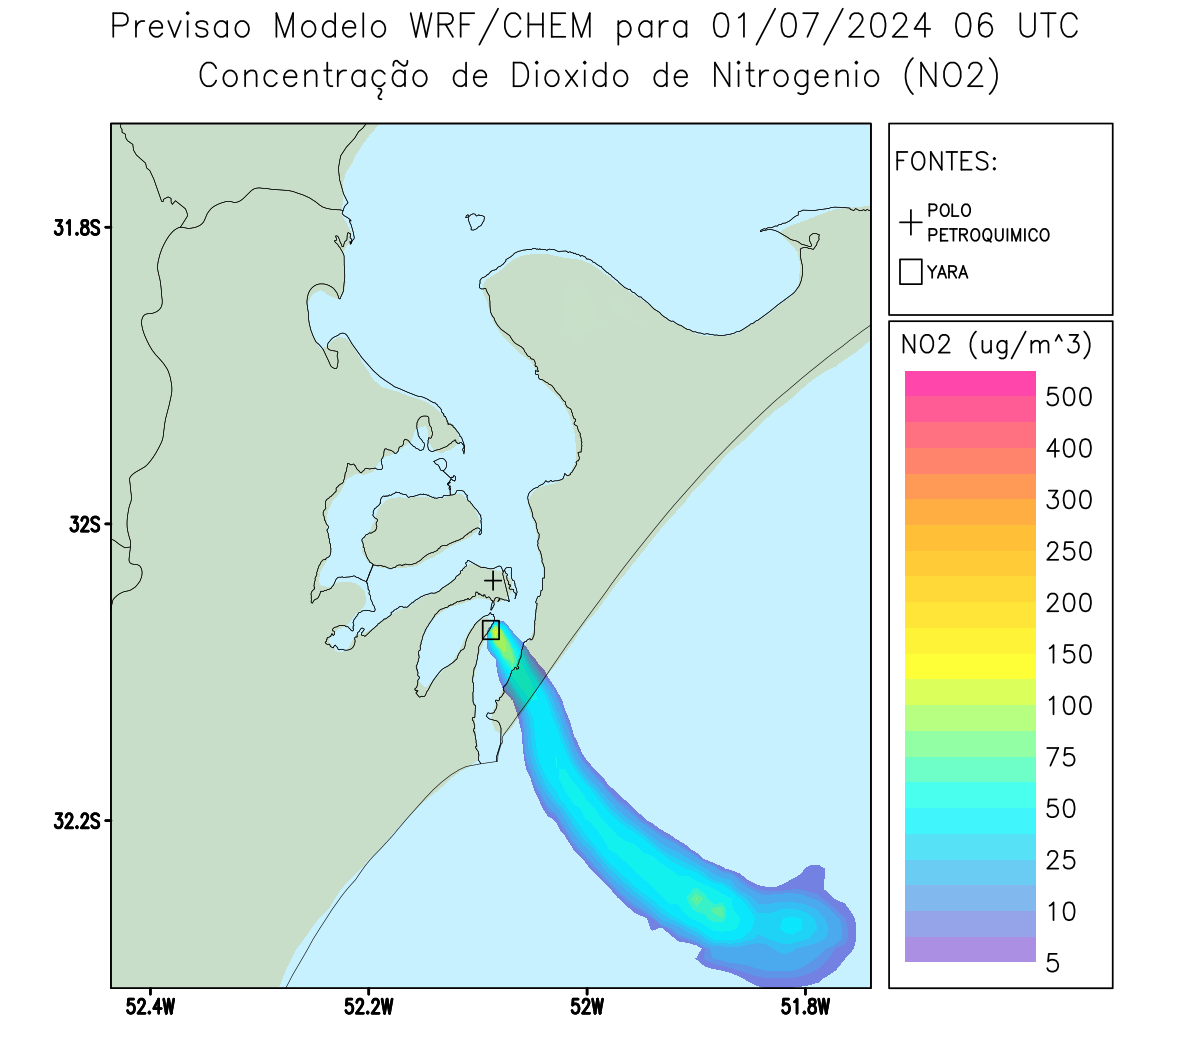 Previsao Modelo WRF/CHEM para 01/07/2024 06 UTC
Concentração de Dioxido de Nitrogenio (NO2)
FONTES:
POLO
PETROQUIMICO
YARA
NO2 (ug/m^3)
500
400
300
250
200
150
100
75
50
25
10
5
31.8S
32S
32.2S
52.4W
52.2W
52W
51.8W